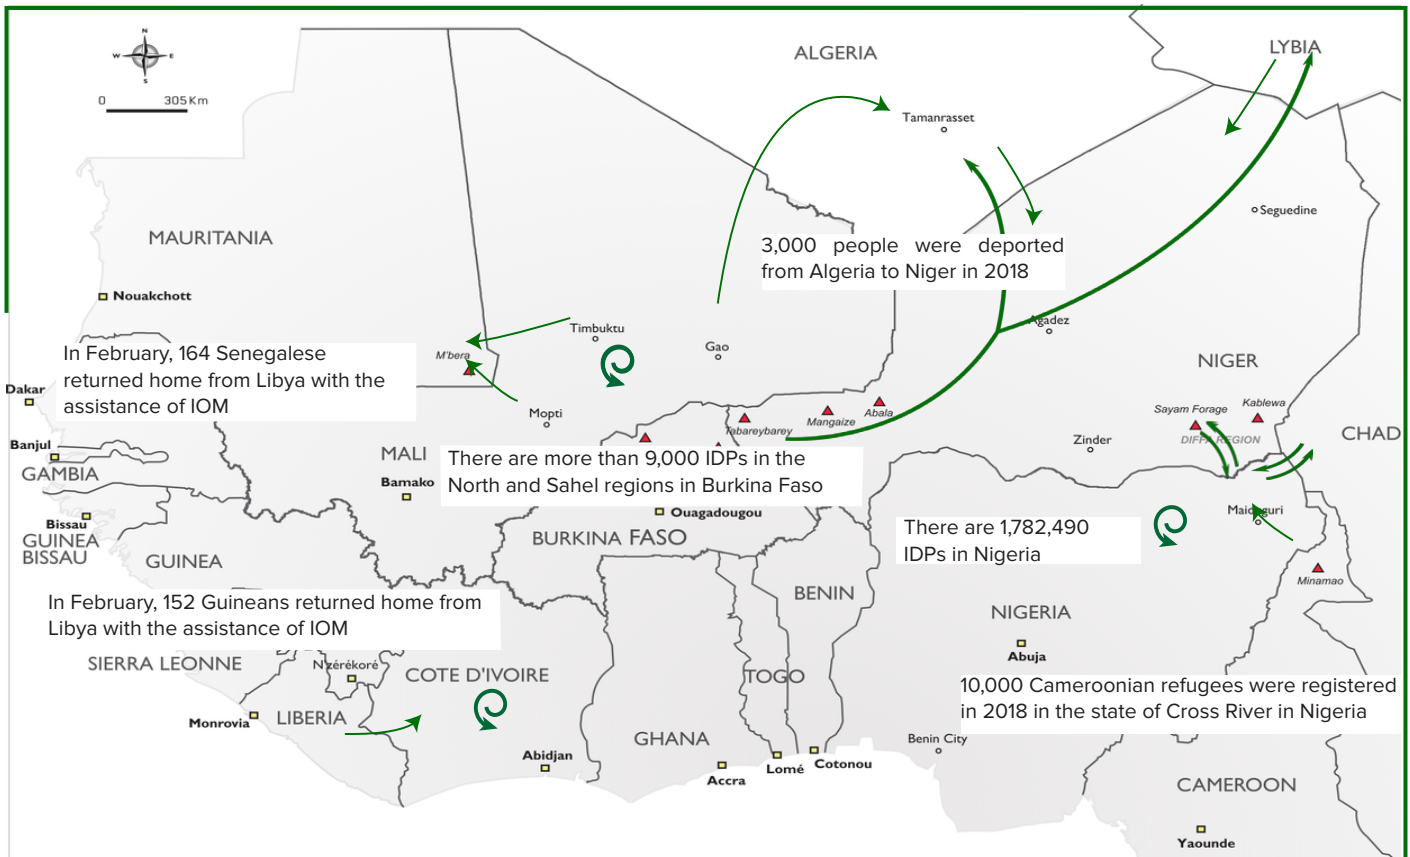 N
W E
S
0 305 Km
ALGERIA
LYBIA
Tamanrasset
Seguedine
MAURITANIA
3,000 people were deported
from Algeria to Niger in 2018
Nouakchott
Timbuktu
Agadez
In February, 164 Senegalese
returned home from Libya with the
assistance of IOM
M'bera
Gao
NIGER
Dakar
Mopti
Tabareybarey
Mangaize
Abala
Sayam Forage
Kablewa
DIFFA REGION
Zinder
CHAD
Banjul
GAMBIA
MALI
Bamako
There are more than 9,000 IDPs in the
North and Sahel regions in Burkina Faso
Ouagadougou
BURKINA FASO
Maiduguri
Bissau
GUINEA
BISSAU
GUINEA
There are 1,782,490
IDPs in Nigeria
Minamao
In February, 152 Guineans returned home from
Libya with the assistance of IOM
BENIN
NIGERIA
Abuja
SIERRA LEONNE
N'zérékoré
COTE D'IVOIRE
TOGO
10,000 Cameroonian refugees were registered
in 2018 in the state of Cross River in Nigeria
Monrovia
LIBERIA
GHANA
Benin City
Abidjan
Accra
Lomé
Cotonou
CAMEROON
Yaounde